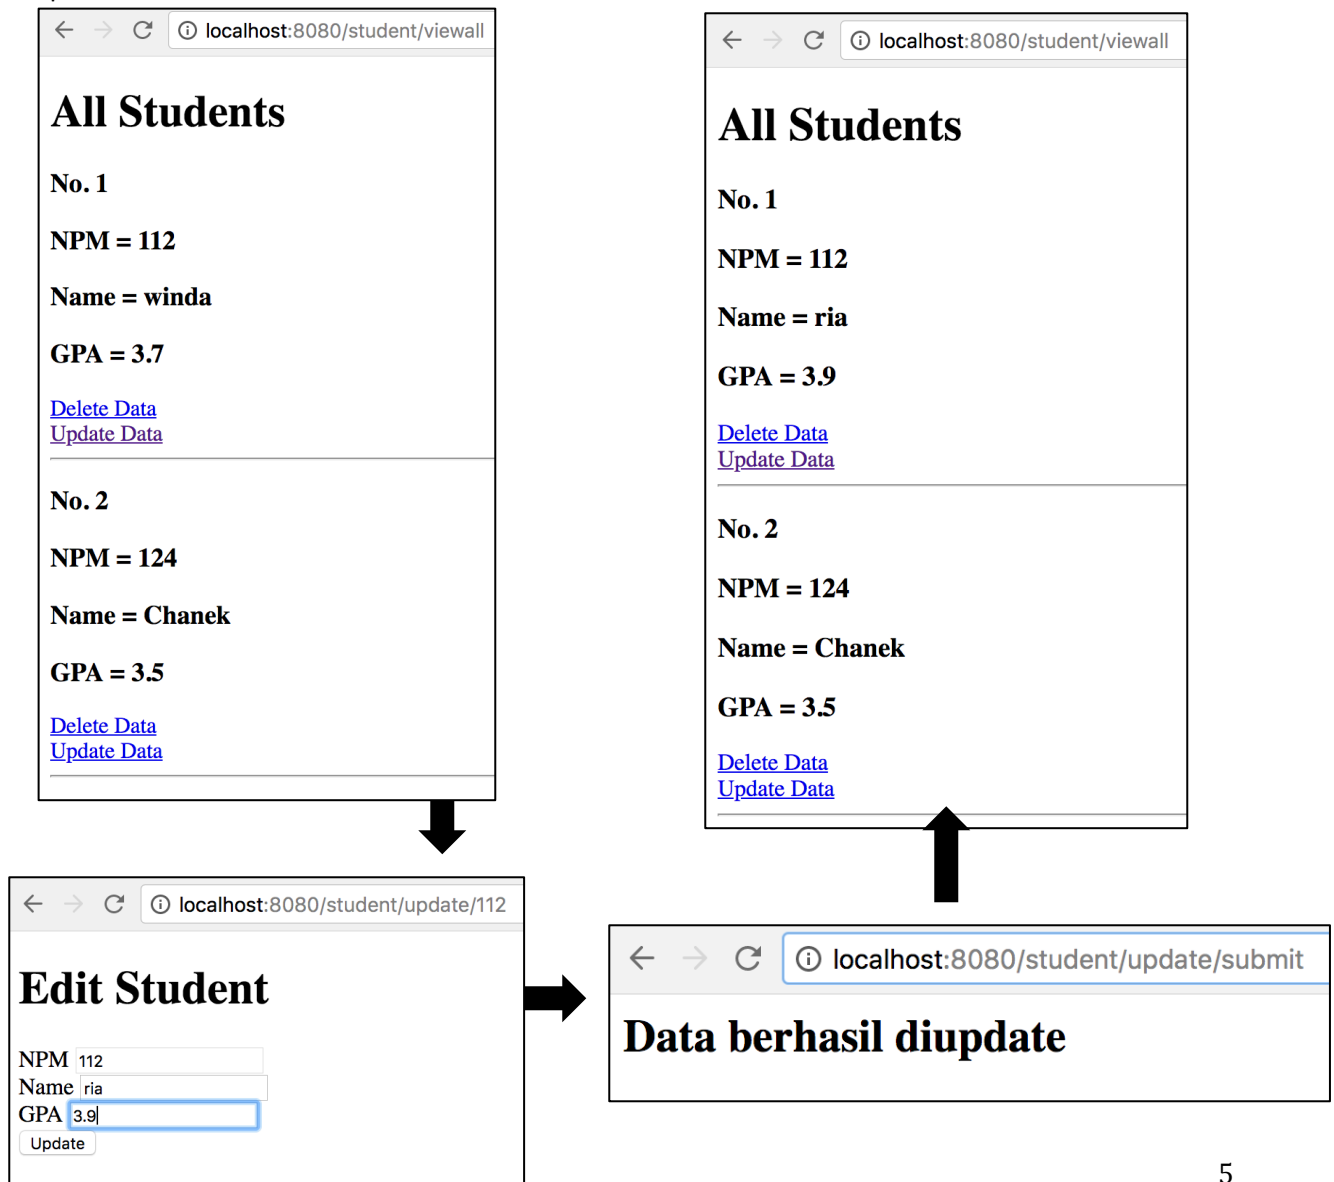 localhost:8080/student/viewall
All Students
No. 1
NPM = 112
Name = winda
GPA = 3.7
Delete Data
Update Data
No. 2
NPM = 124
Name = Chanek
GPA = 3.5
Delete Data
Update Data
localhost:8080/student/update/112
Edit Student
NPM 112
Name ria
GPA 3.9
Update
localhost:8080/student/update/submit
Data berhasil diupdate
localhost:8080/student/viewall
All Students
No. 1
NPM = 112
Name = ria
GPA = 3.9
Delete Data
Update Data
No. 2
NPM = 124
Name = Chanek
GPA = 3.5
Delete Data
Update Data
5